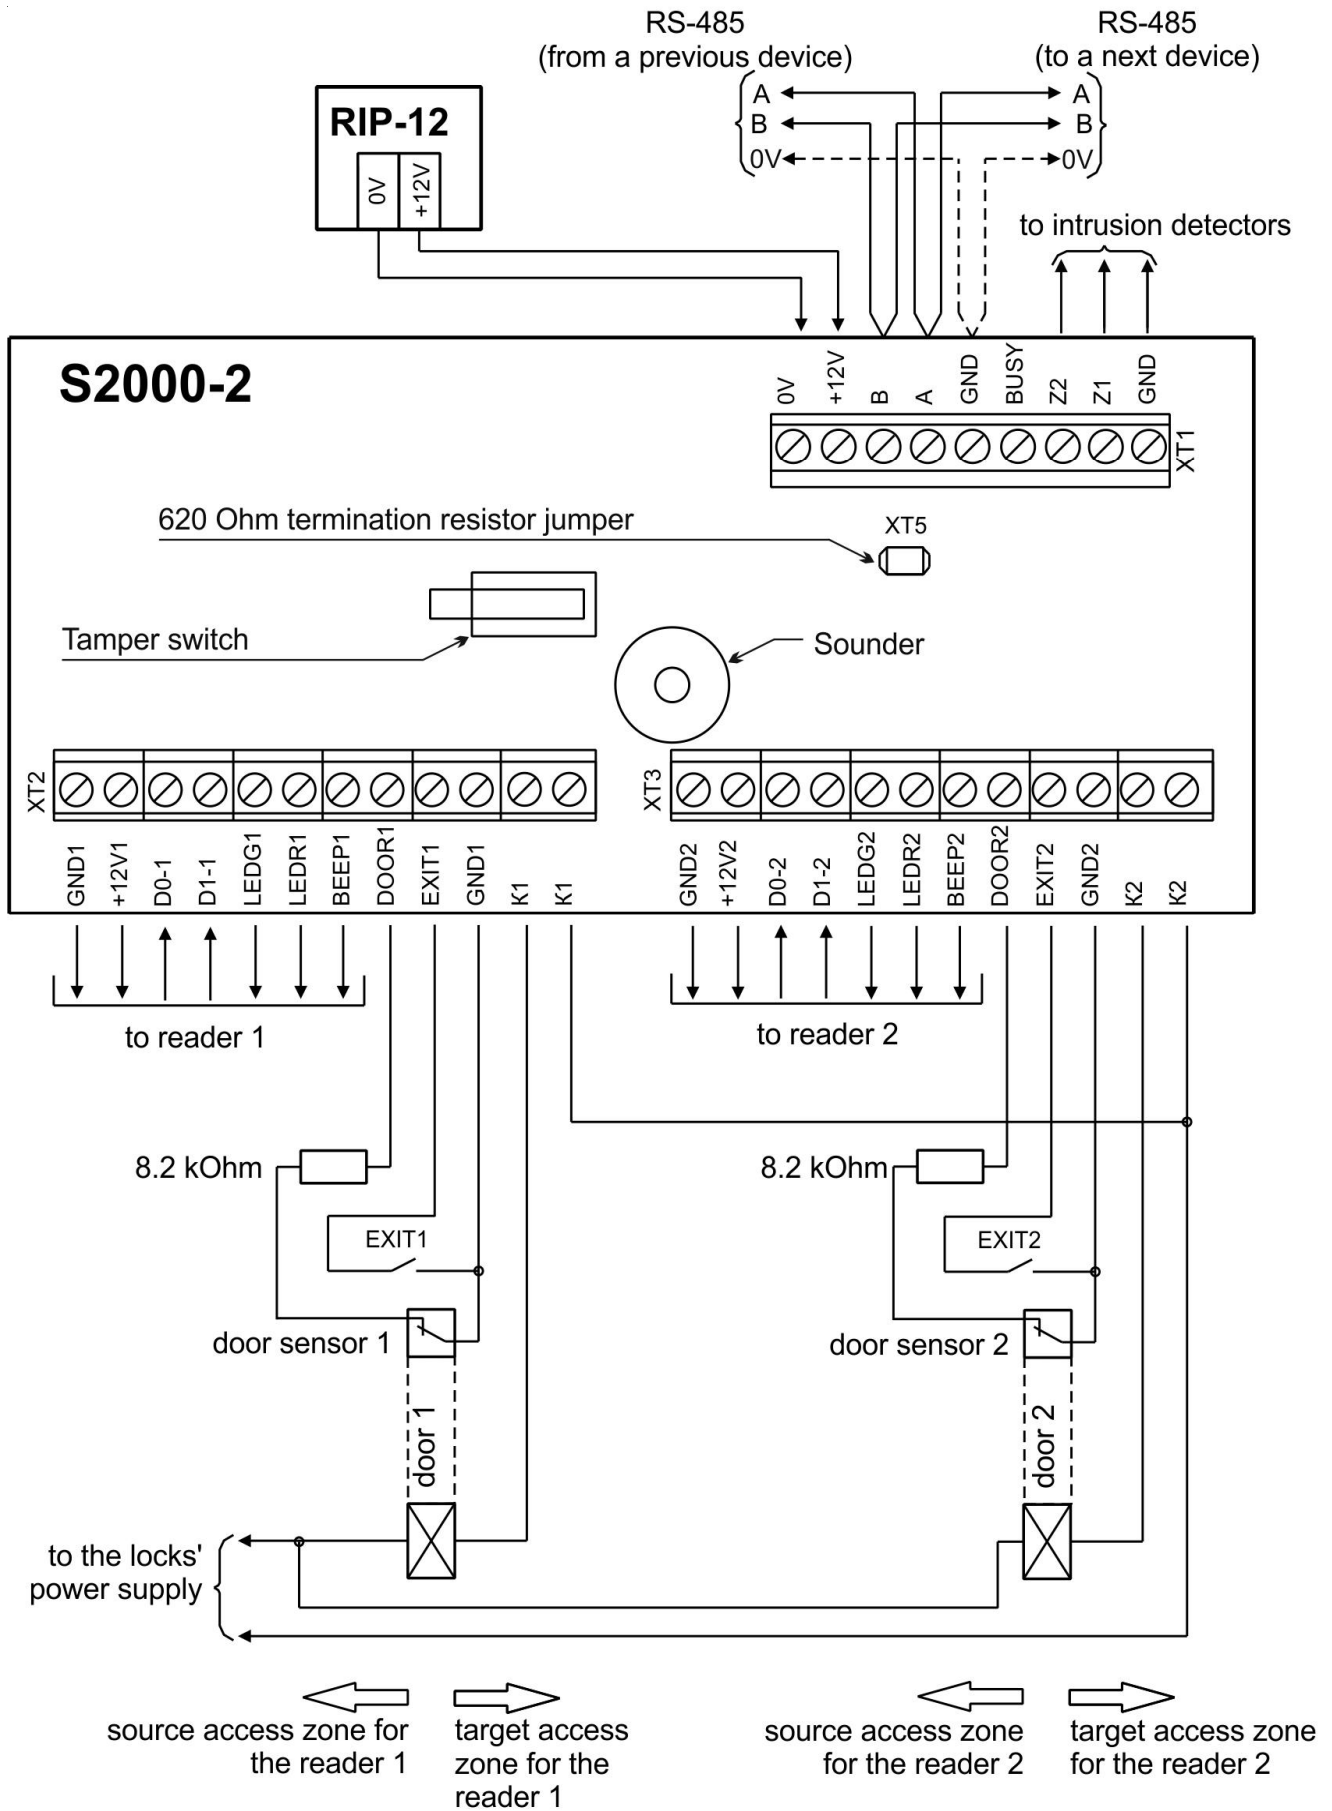 RS-485
(from a previous device)
RS-485
(to a next device)
A
B
0V
A
B
0V
RIP-12
0V
+12V
to intrusion detectors
S2000-2
0V
+12V
B
A
GND
BUSY
Z2
Z1
GND
XT1
620 Ohm termination resistor jumper
XT5
Tamper switch
Sounder
XT2
XT3
GND1
+12V1
D0-1
D1-1
LEDG1
LEDR1
BEEP1
DOOR1
EXIT1
GND1
K1
K1
GND2
+12V2
D0-2
D1-2
LEDG2
LEDR2
BEEP2
DOOR2
EXIT2
GND2
K2
K2
to reader 1
to reader 2
8.2 kOhm
8.2 kOhm
EXIT1
EXIT2
door sensor 1
door sensor 2
door 1
door 2
to the locks'
power supply
source access zone for
the reader 1
target access
zone for the
reader 1
source access zone
for the reader 2
target access zone
for the reader 2